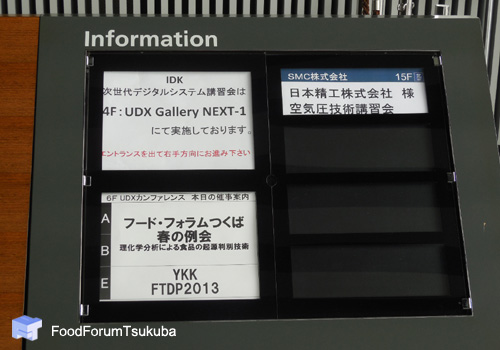 Information
IDK
次世代デジタルシステム講習会は
4F：UDX Gallery NEXT-1
にて実施しております。
エントランスを出て右手方向にお進み下さい
SMC株式会社 15F
日本精工株式会社 様
空気圧技術講習会
6F UDXカンファレンス 本日の催事案内
A
フード・フォラムつくば
春の例会
B
理化学分析による食品の起源判別技術
E
YKK
FTDP2013
FoodForumTsukuba